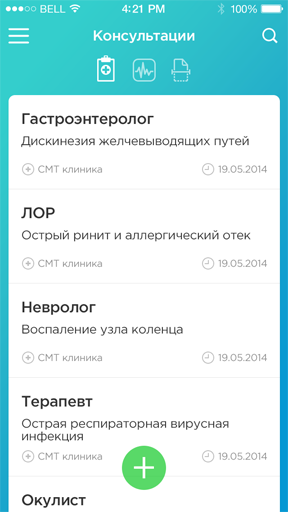 BELL 4:21 PM 100%
Консультации
Гастроэнтеролог
Дискинезия желчевыводящих путей
СМТ клиника 19.05.2014
ЛОР
Острый ринит и аллергический отек
СМТ клиника 19.05.2014
Невролог
Воспаление узла коленца
СМТ клиника 19.05.2014
Терапевт
Острая респираторная вирусная
инфекция
СМТ клиника 19.05.2014
Окулист